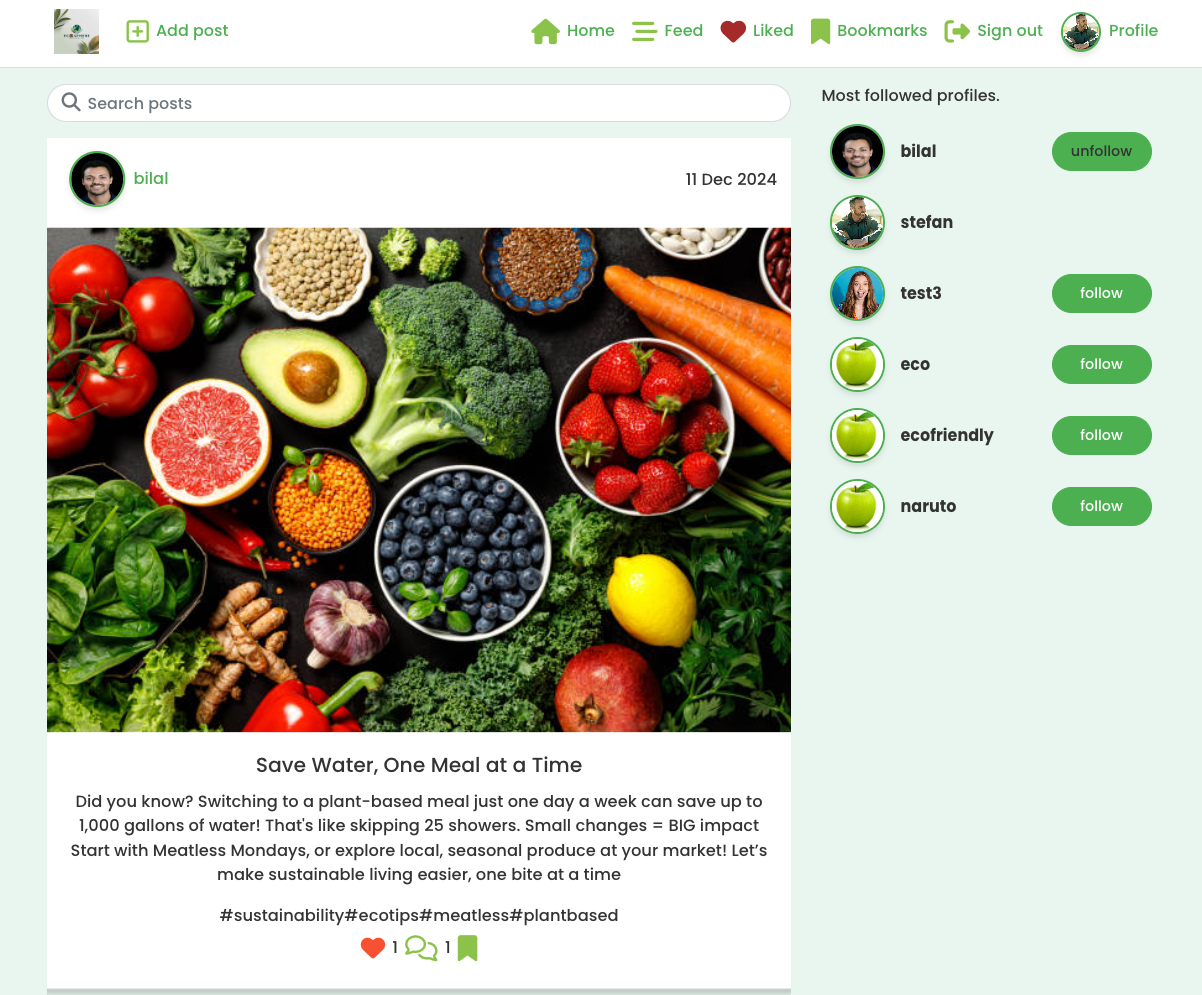 Add post
Home
Feed
Liked
Bookmarks
Sign out
Profile
Search posts
bilal
11 Dec 2024
Save Water, One Meal at a Time
Did you know? Switching to a plant-based meal just one day a week can save up to
1,000 gallons of water! That's like skipping 25 showers. Small changes = BIG impact
Start with Meatless Mondays, or explore local, seasonal produce at your market! Let’s
make sustainable living easier, one bite at a time
#sustainability#ecotips#meatless#plantbased
1
1
Most followed profiles.
bilal
unfollow
stefan
test3
follow
eco
follow
ecofriendly
follow
naruto
follow